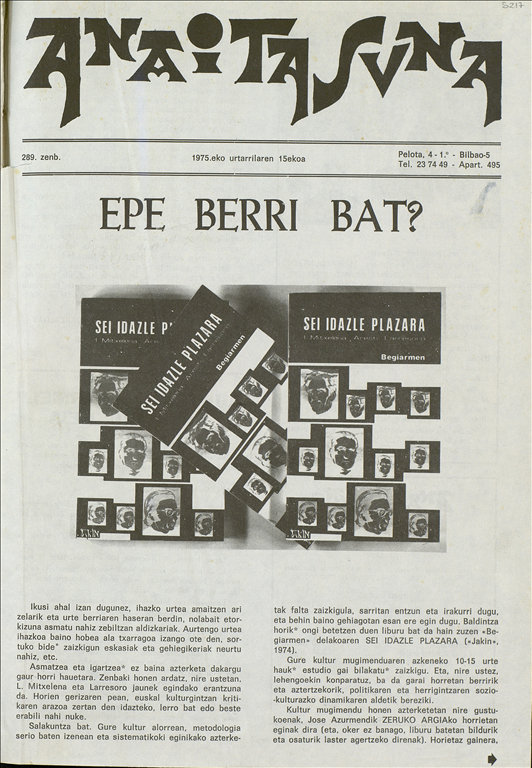 5217
ANAITASUNA
289. zenb.
1975.eko urtarrilaren 15ekoa
Pelota, 4 - 1.º - Bilbao-5
Tel. 23 74 49 - Apart. 495
EPE BERRI BAT?
SEI IDAZLE P
SEI IDAZLE PLAZARA
Begiarmen
SEI IDAZLE PLAZARA
Begiarmen
JAKIN
JAKIN
Ikusi ahal izan dugunez, ihazko urtea amaitzen ari
zelarik eta urte berriaren haseran berdin, nolabait etor-
kizuna asmatu nahiz zebiltzan aldizkariak. Aurtengo urtea
ihazkoa baino hobea ala txarragoa izango ote den, sor-
tuko bide* zaizkigun eskasiak eta gehiegikeriak neurtu
nahiz, etc.
Asmatzea eta igartzea* ez baina azterketa dakardu
gaur-horri hauetara. Zenbaki honen ardatz, nire ustetan,
L. Mitxelena eta Larresoro jaunek egindako erantzuna
da. Horien gerizaren pean, euskal kulturgintzan kriti-
karen arazoa zertan den idazteko, lerro bat edo beste
erabili nahi nuke.
Salakuntza bat. Gure kultur alorrean, metodologia
serio baten izenean eta sistematikoki eginikako azterke-
tak falta zaizkigula, sarritan entzun eta irakurri dugu,
eta behin baino gehiagotan esan ere egin dugu. Baldintza
horik* ongi betetzen duen liburu bat da hain zuzen «Be-
giarmen» delakoaren SEI IDAZLE PLAZARA («Jakin»,
1974).
Gure kultur mugimenduaren azkeneko 10-15 urte
hauk* estudio gai bilakatu* zaizkigu. Eta, nire ustez,
lehengoekin konparatuz, ba da garai horretan berririk
eta aztertzekorik, politikaren eta herrigintzaren sozio-
-kulturazko dinamikaren aldetik bereziki.
Kultur mugimendu honen azterketetan nire gustu-
koenak, Jose Azurmendik ZERUKO ARGIAko horrietan
eginak dira (eta, oker ez banago, liburu batetan bildurik
eta osaturik laster agertzeko direnak). Horietaz gainera,